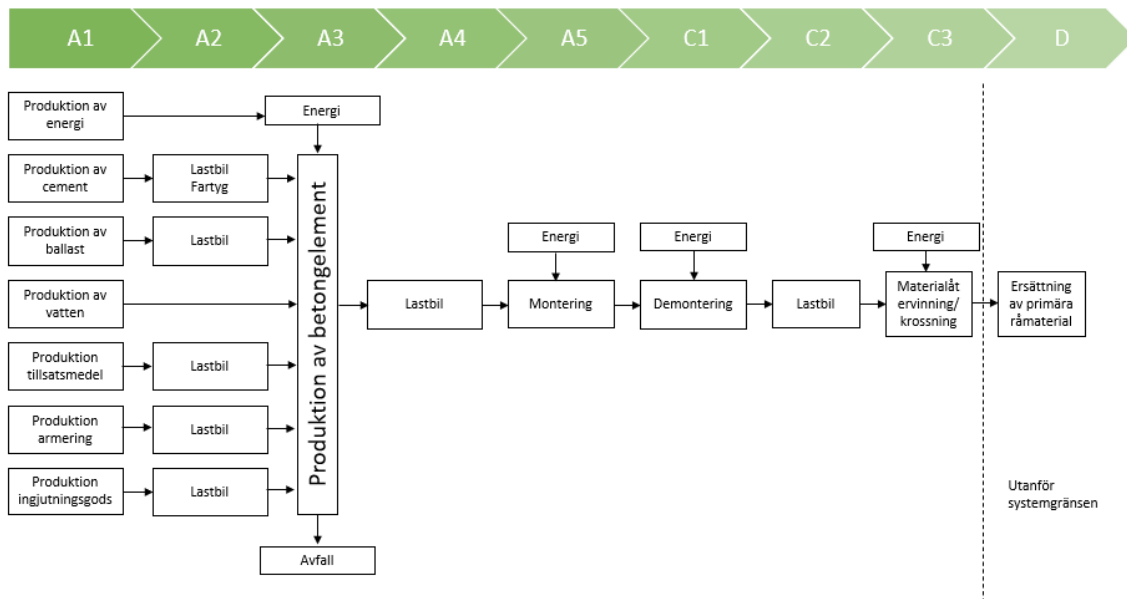 A1
A2
A3
A4
A5
C1
C2
C3
D
Produktion av
energi
Energi
Produktion av
cement
Lastbil
Fartyg
Produktion av betongelement
Produktion av
ballast
Lastbil
Energi
Energi
Energi
Produktion av
vatten
Lastbil
Montering
Demontering
Lastbil
Materialåt
ervinning/
krossning
Ersättning
av primära
råmaterial
Produktion
tillsatsmedel
Lastbil
Produktion
armering
Lastbil
Produktion
ingjutningsgods
Lastbil
Utanför
systemgränsen
Avfall